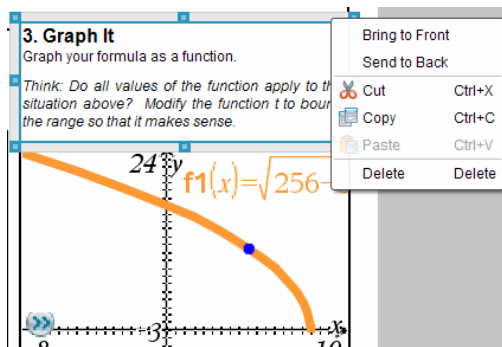 3. Graph It
Graph your formula as a function.
Think: Do all values of the function apply to
situation above? Modify the function t to
the range so that it makes sense.
Bring to Front
Send to Back
Cut Ctrl+X
Copy Ctrl+C
Paste Ctrl+V
Delete Delete
24 y
f1(x)=√256-
-3
x
10